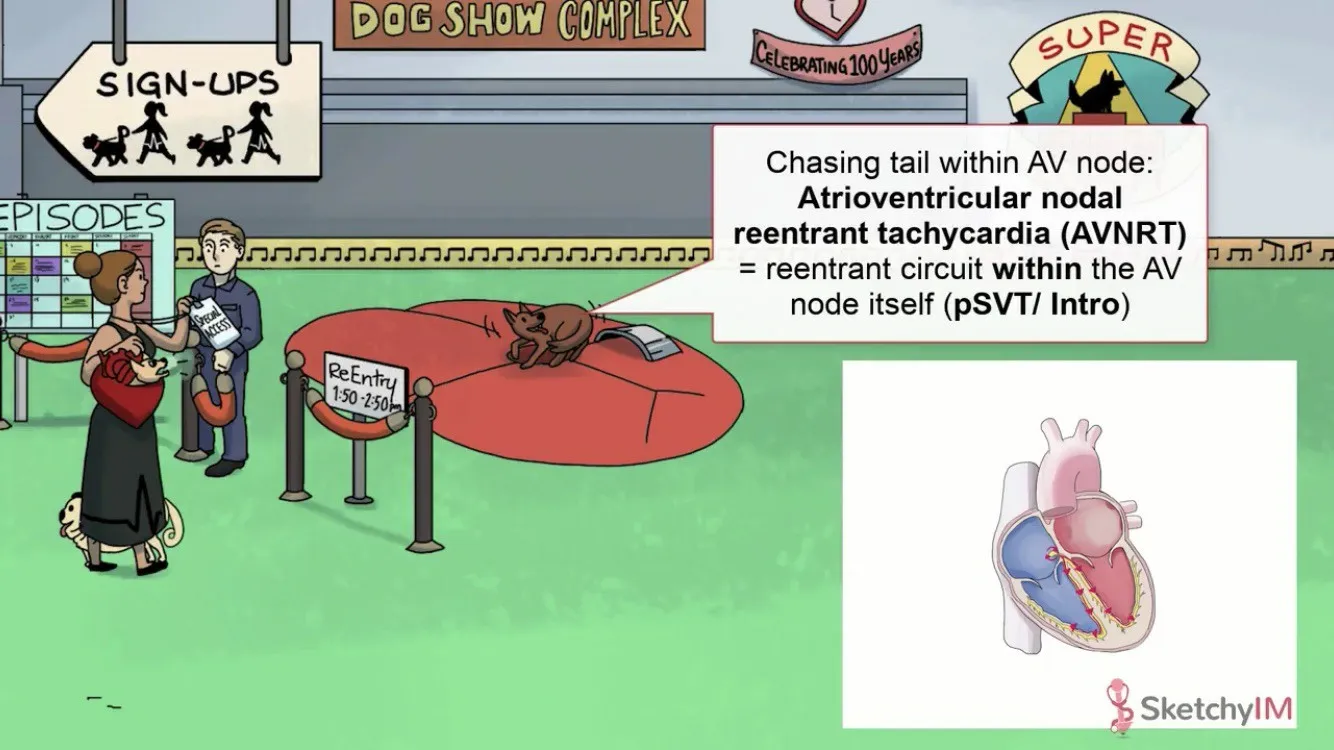 DOG SHOW COMPLEX
CELEBRATING 100 YEARS
SUPER
SIGN-UPS
EPISODES
SPECIAL
ACCESS
ReEntry
1:50-2:50pm
Chasing tail within AV node:
Atrioventricular nodal
reentrant tachycardia (AVNRT)
= reentrant circuit within the AV
node itself (pSVT/ Intro)
SketchyIM